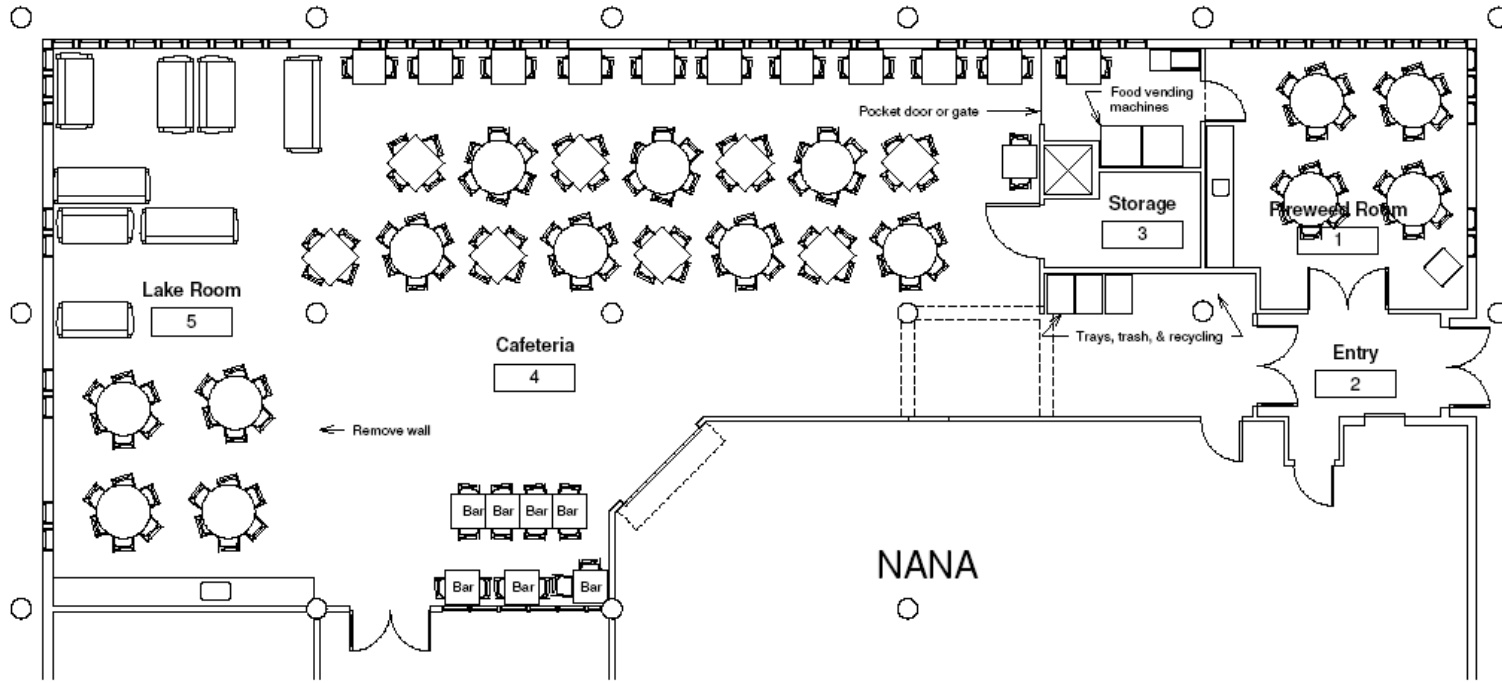 Food vending
machines
Pocket door or gate
Storage
3
Fireweed Room
1
Lake Room
5
Trays, trash, & recycling
Cafeteria
4
Entry
2
Remove wall
Bar Bar Bar Bar
NANA
Bar Bar Bar